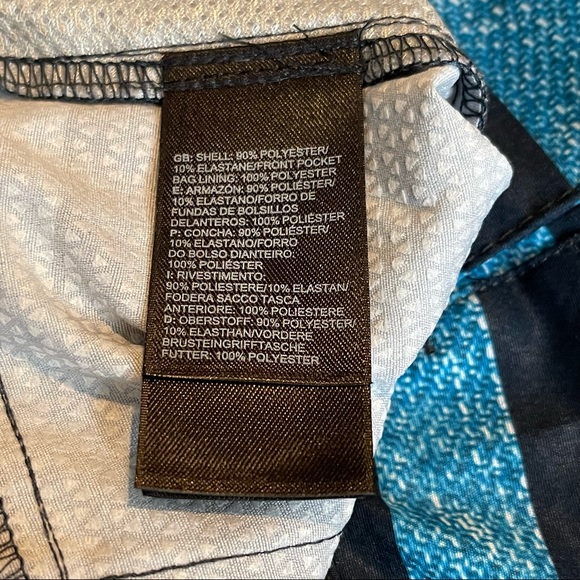 GB: SHELL: 90% POLYESTER/
10% ELASTANE/FRONT POCKET
BAG LINING: 100% POLYESTER
E: ARMAZÓN: 90% POLIÉSTER/
10% ELASTANO/FORRO DE
FUNDAS DE BOLSILLOS
DELANTEROS: 100% POLIÉSTER
P: CONCHA: 90% POLIÉSTER/
10% ELASTANO/FORRO
DO BOLSO DIANTEIRO:
100% POLIÉSTER
I: RIVESTIMENTO:
90% POLIESTERE/10% ELASTAN/
FODERA SACCO TASCA
ANTERIORE: 100% POLIESTERE
D: OBERSTOFF: 90% POLYESTER/
10% ELASTHAN/VORDERE
BRUSTEINGRIFFTASCHE
FUTTER: 100% POLYESTER